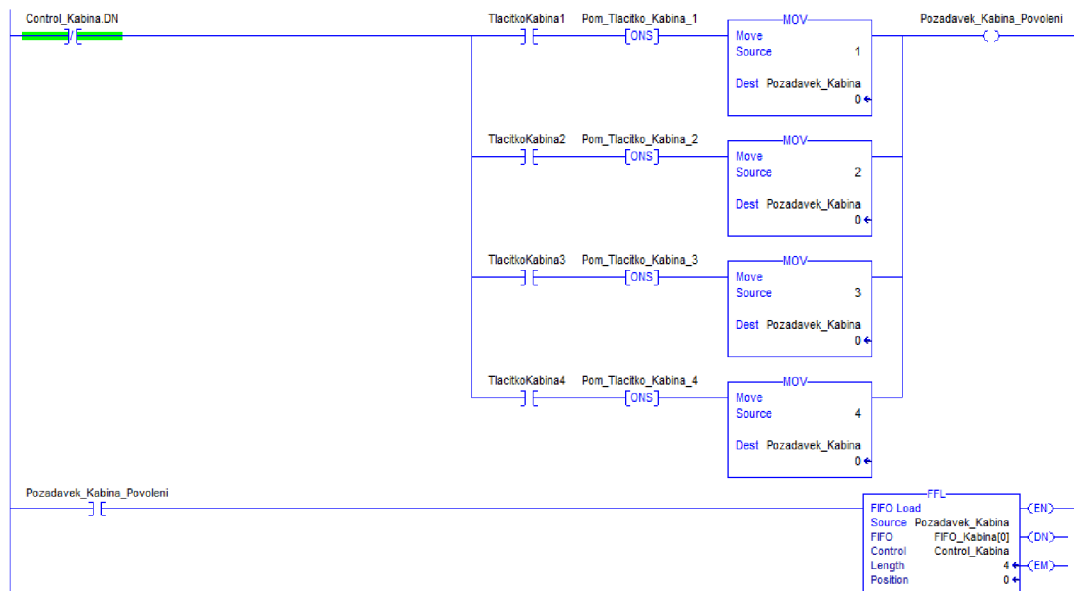 Control_Kabina.DN TlacitkoKabina1 Pom_Tlacitko_Kabina_1 MOV Pozadavek_Kabina_Povoleni
ONS Move
Source 1
Dest Pozadavek_Kabina
0
TlacitkoKabina2 Pom_Tlacitko_Kabina_2 MOV
ONS Move
Source 2
Dest Pozadavek_Kabina
0
TlacitkoKabina3 Pom_Tlacitko_Kabina_3 MOV
ONS Move
Source 3
Dest Pozadavek_Kabina
0
TlacitkoKabina4 Pom_Tlacitko_Kabina_4 MOV
ONS Move
Source 4
Dest Pozadavek_Kabina
0
Pozadavek_Kabina_Povoleni FFL
FIFO Load EN
Source Pozadavek_Kabina
FIFO FIFO_Kabina[0] DN
Control Control_Kabina
Length 4 EM
Position 0